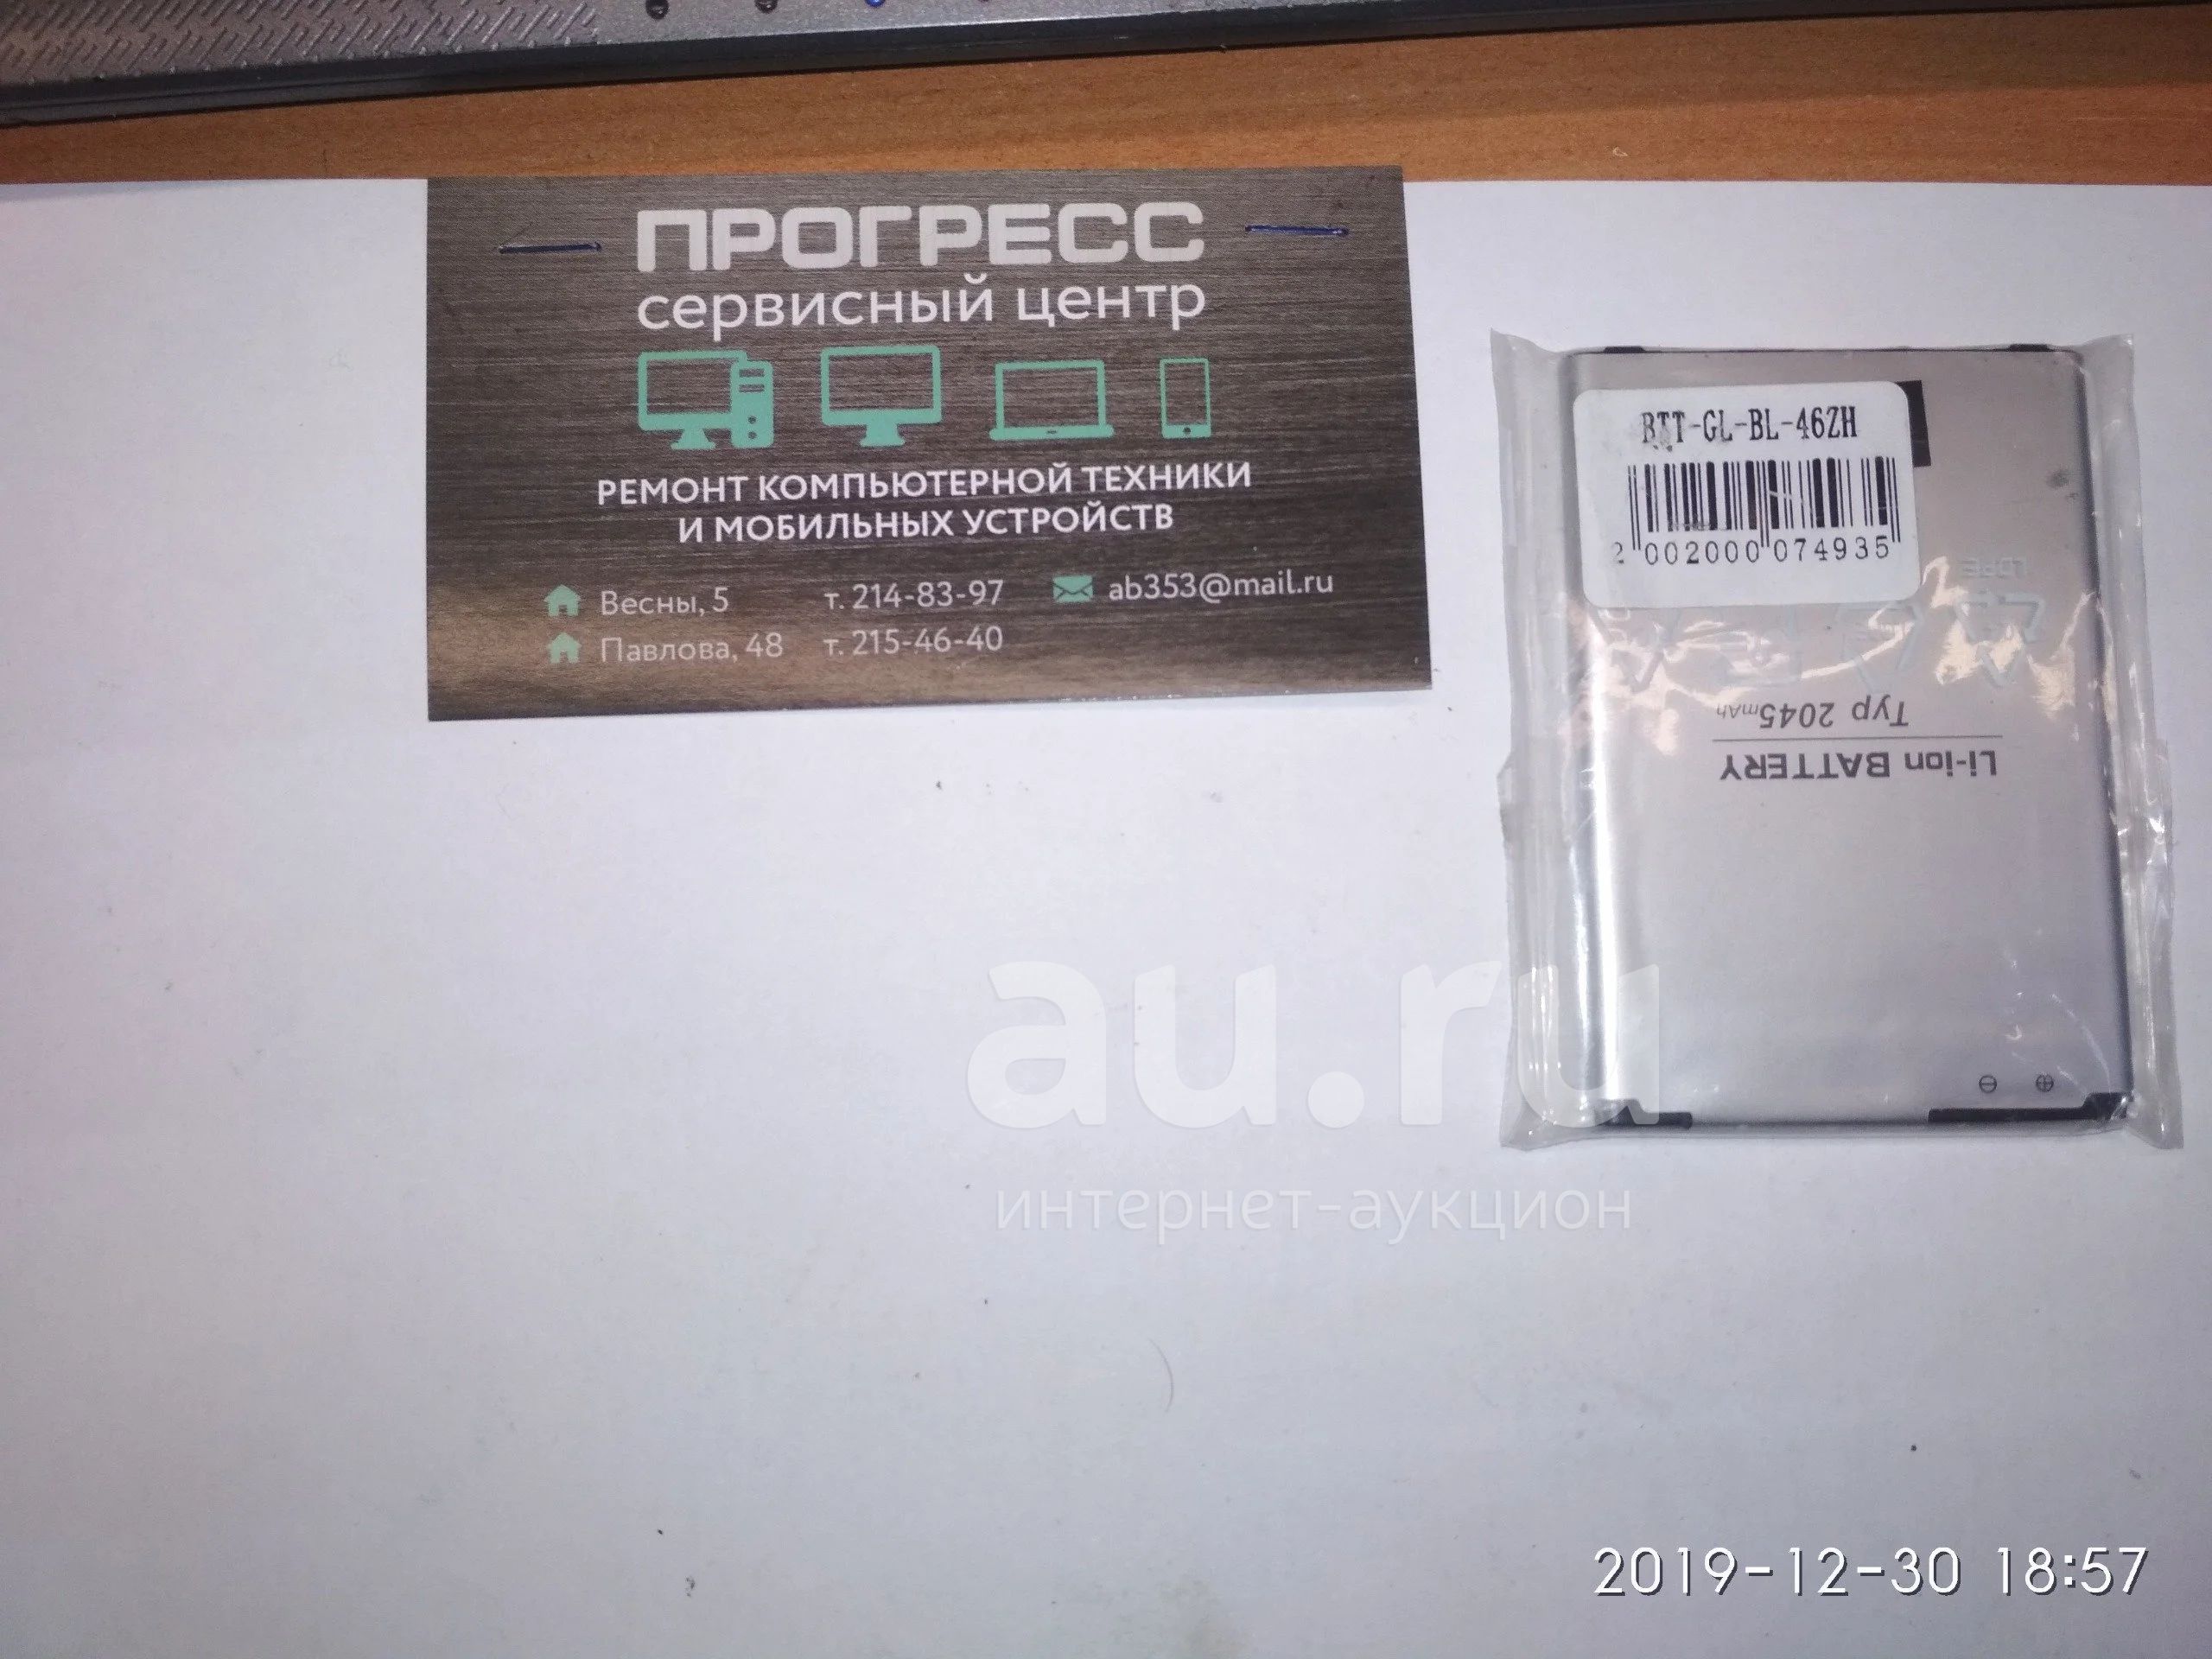 ПРОГРЕСС
сервисный центр
РЕМОНТ КОМПЬЮТЕРНОЙ ТЕХНИКИ
И МОБИЛЬНЫХ УСТРОЙСТВ
Весны, 5 т. 214-83-97 ab353@mail.ru
Павлова, 48 т. 215-46-40
BTT-GL-BL-46ZH
2 002000 074935
Typ 2045mAh
Li-ion BATTERY
au.ru
интернет-аукцион
2019-12-30 18:57